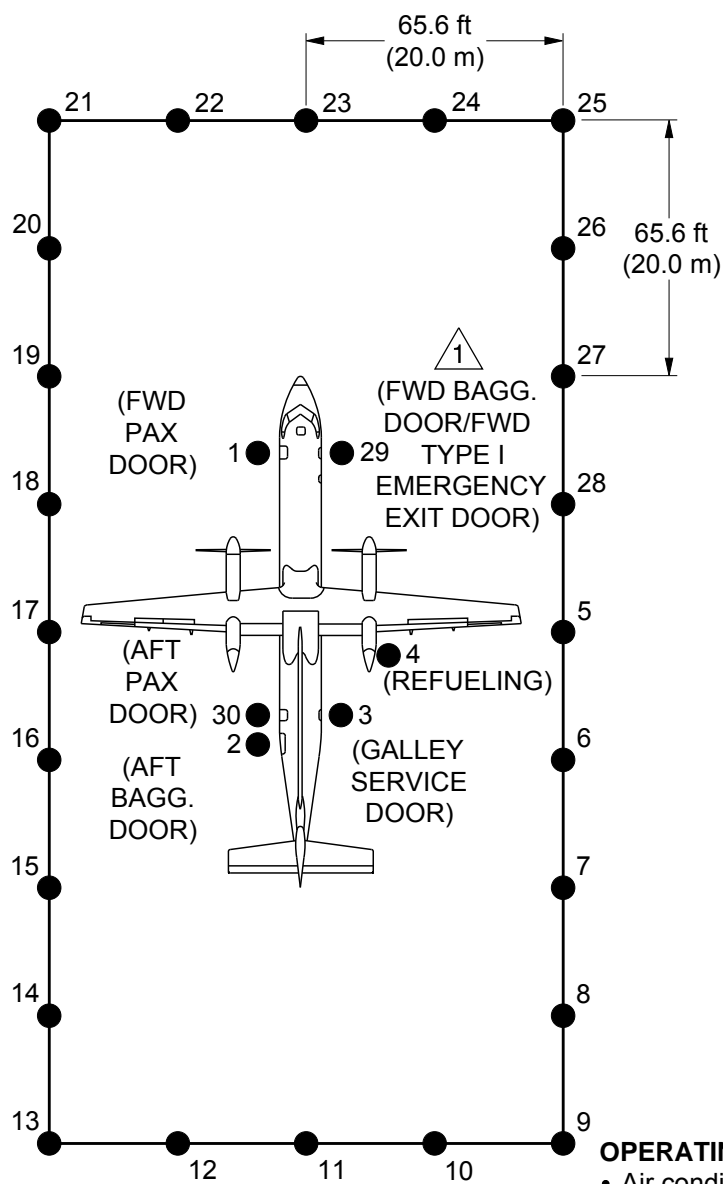 65.6 ft
(20.0 m)
21
22
23
24
25
20
26
65.6 ft
(20.0 m)
19
27
1
(FWD
PAX
DOOR)
(FWD BAGG.
DOOR/FWD
TYPE I
EMERGENCY
EXIT DOOR)
1
29
18
28
17
5
(AFT
PAX
DOOR)
4
(REFUELING)
30
3
2
16
6
(AFT
BAGG.
DOOR)
(GALLEY
SERVICE
DOOR)
15
7
14
8
13
9
12
11
10
• Air condi